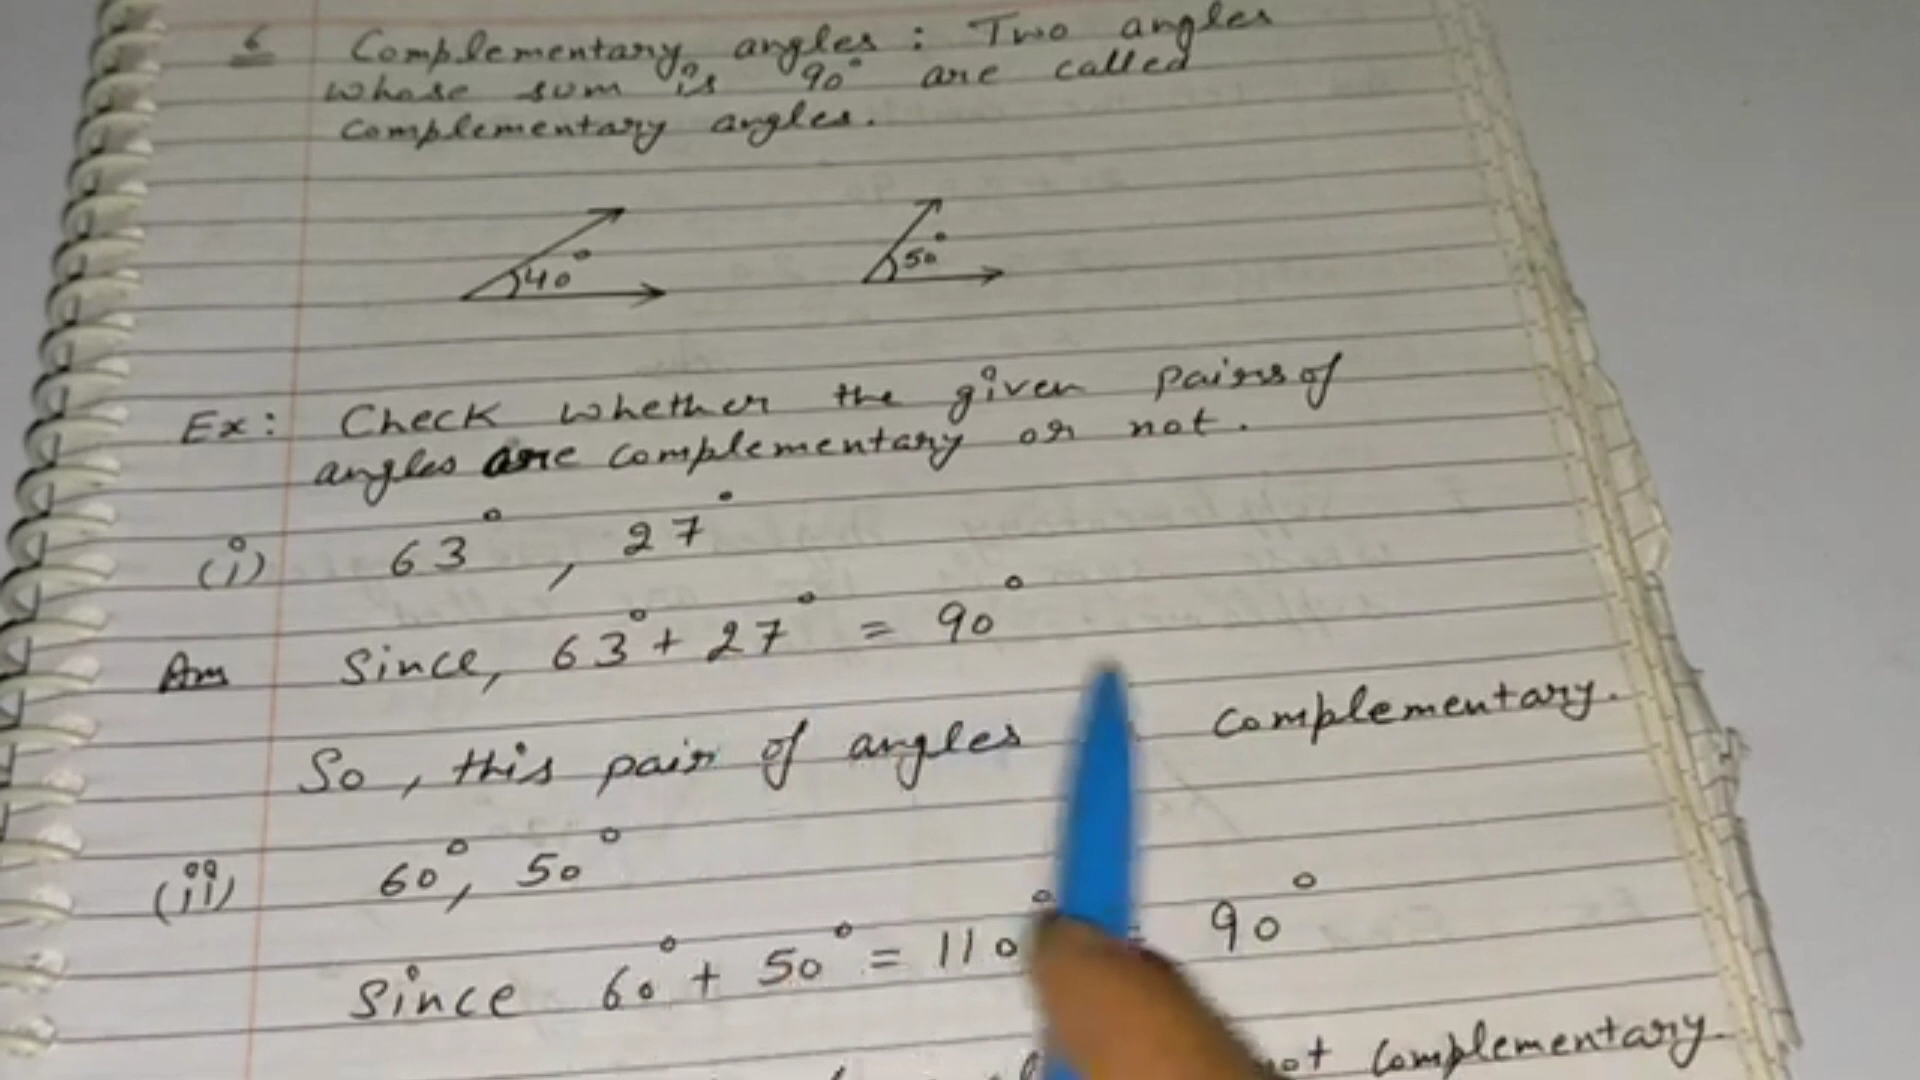 6 Complementary angles : Two angles
whose sum is 90° are called
complementary angles.
40° 50°
Ex: Check whether the given pairs of
angles are complementary or not.
(i) 63°, 27°
Ans Since, 63° + 27° = 90°
So, this pair of angles complementary.
(ii) 60°, 50°
Since 60° + 50° = 110° 90°
complementary.